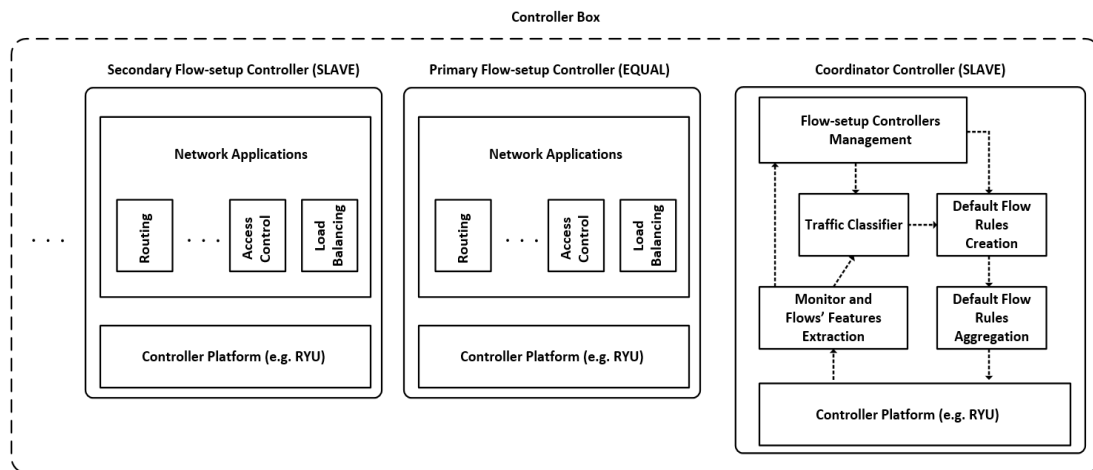 Controller Box
Secondary Flow-setup Controller (SLAVE)
Network Applications
Routing
. . .
Access
Control
Load
Balancing
Controller Platform (e.g. RYU)
. . .
Primary Flow-setup Controller (EQUAL)
Network Applications
Routing
. . .
Access
Control
Load
Balancing
Controller Platform (e.g. RYU)
Coordinator Controller (SLAVE)
Flow-setup Controllers
Management
Traffic Classifier
Default Flow
Rules
Creation
Monitor and
Flows' Features
Extraction
Default Flow
Rules
Aggregation
Controller Platform (e.g. RYU)